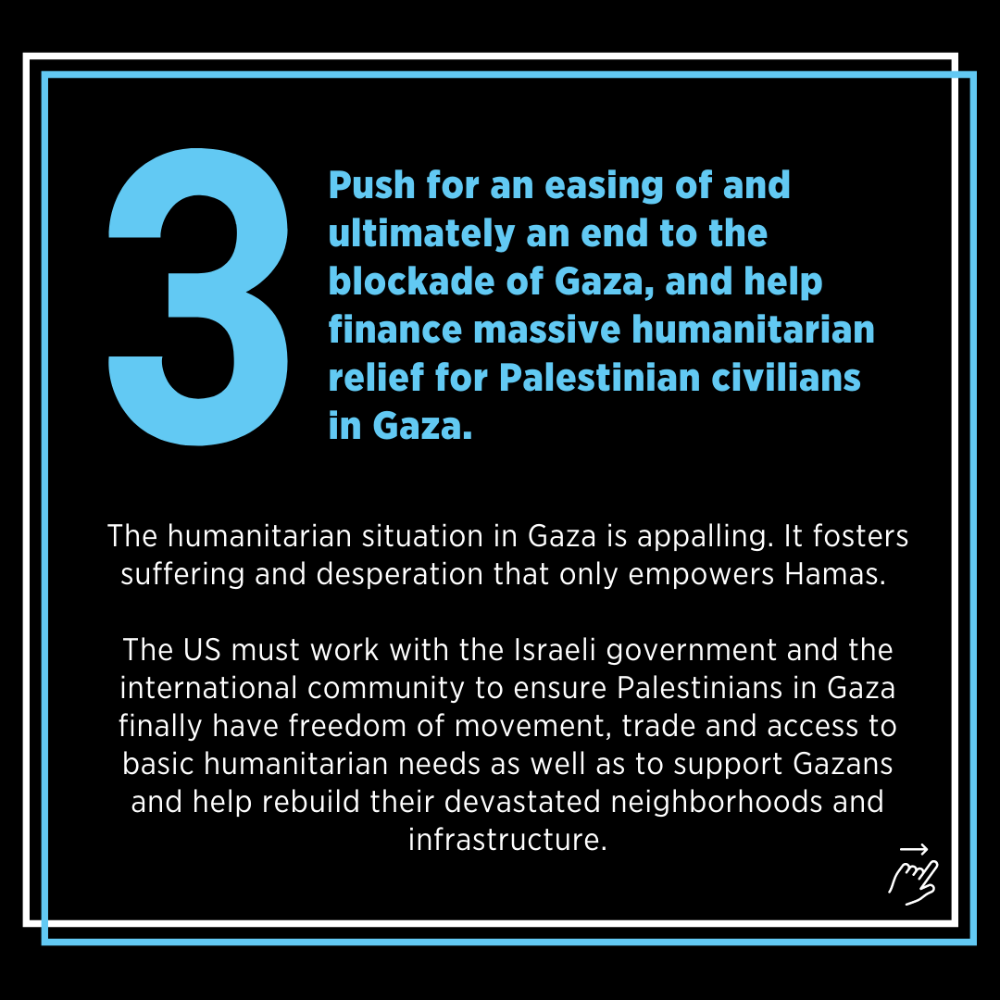 3
Push for an easing of and
ultimately an end to the
blockade of Gaza, and help
finance massive humanitarian
relief for Palestinian civilians
in Gaza.
The humanitarian situation in Gaza is appalling. It fosters
suffering and desperation that only empowers Hamas.
The US must work with the Israeli government and the
international community to ensure Palestinians in Gaza
finally have freedom of movement, trade and access to
basic humanitarian needs as well as to support Gazans
and help rebuild their devastated neighborhoods and
infrastructure.